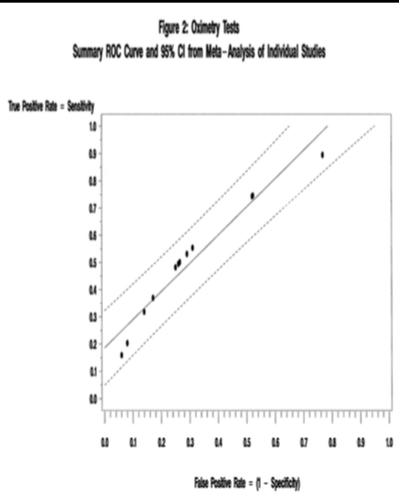 Figure 2: Oximetry Tests
Summary ROC Curve and 95% CI from Meta-Analysis of Individual Studies
True Positive Rate = Sensitivity
1.0
0.9
0.8
0.7
0.6
0.5
0.4
0.3
0.2
0.1
0.0
0.0 0.1 0.2 0.3 0.4 0.5 0.6 0.7 0.8 0.9 1.0
False Positive Rate = (1 - Specificity)